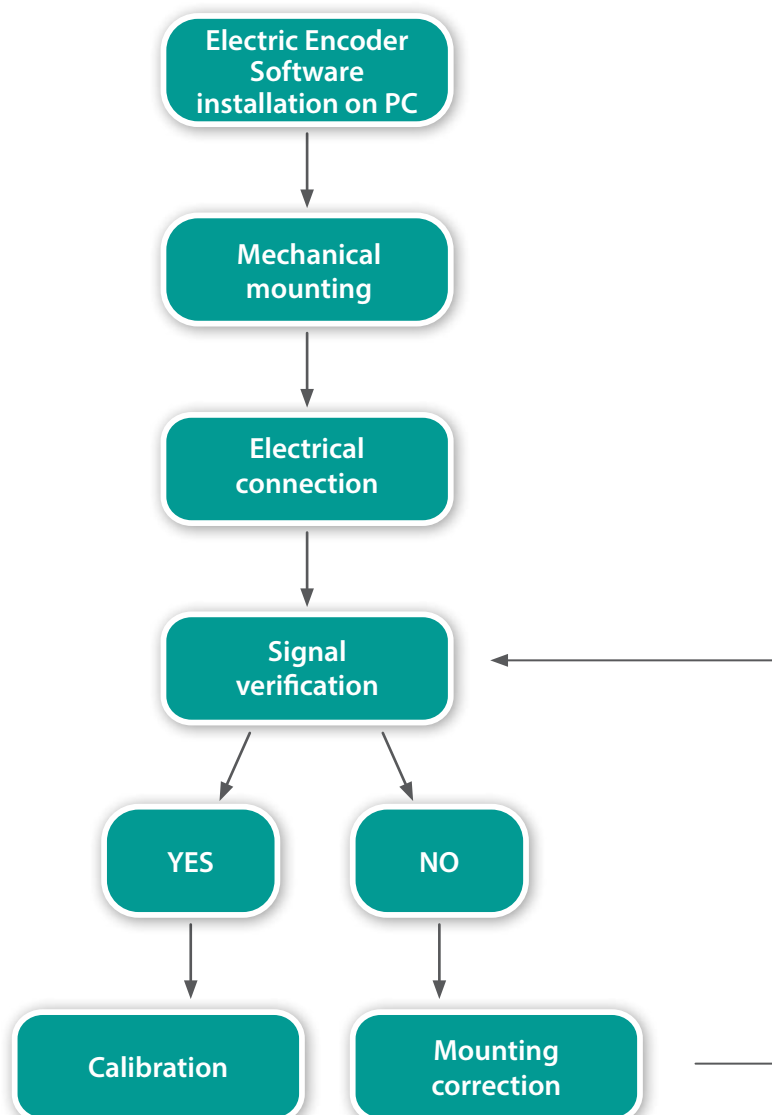 Electric Encoder
Software
installation on PC
Mechanical
mounting
Electrical
connection
Signal
verification
YES
NO
Calibration
Mounting
correction